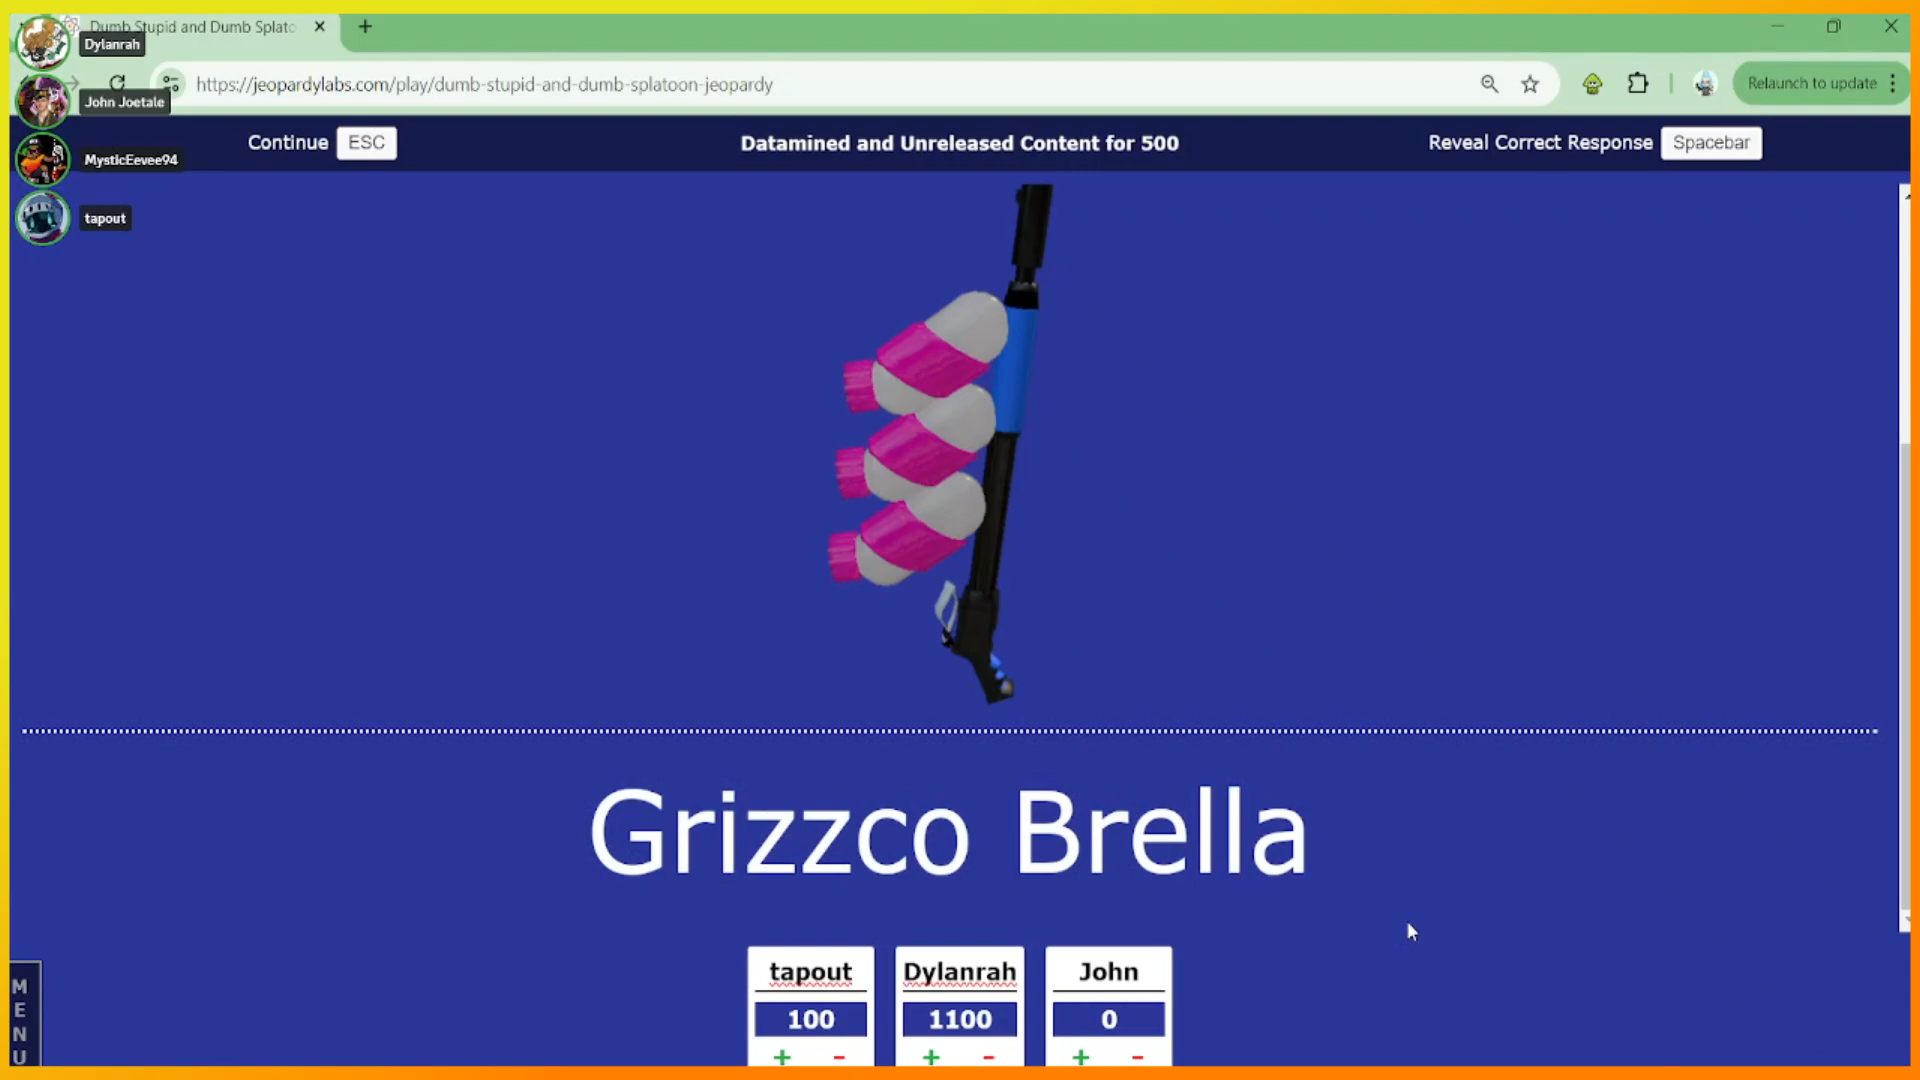 Dumb Stupid and Dumb Splato
Dylanrah
https://jeopardylabs.com/play/dumb-stupid-and-dumb-splatoon-jeopardy
Relaunch to update
John Joetale
Continue ESC
Datamined and Unreleased Content for 500
Reveal Correct Response Spacebar
MysticEevee94
tapout
Grizzco Brella
MENU
tapout Dylanrah John
100 1100 0
+ - + - + -